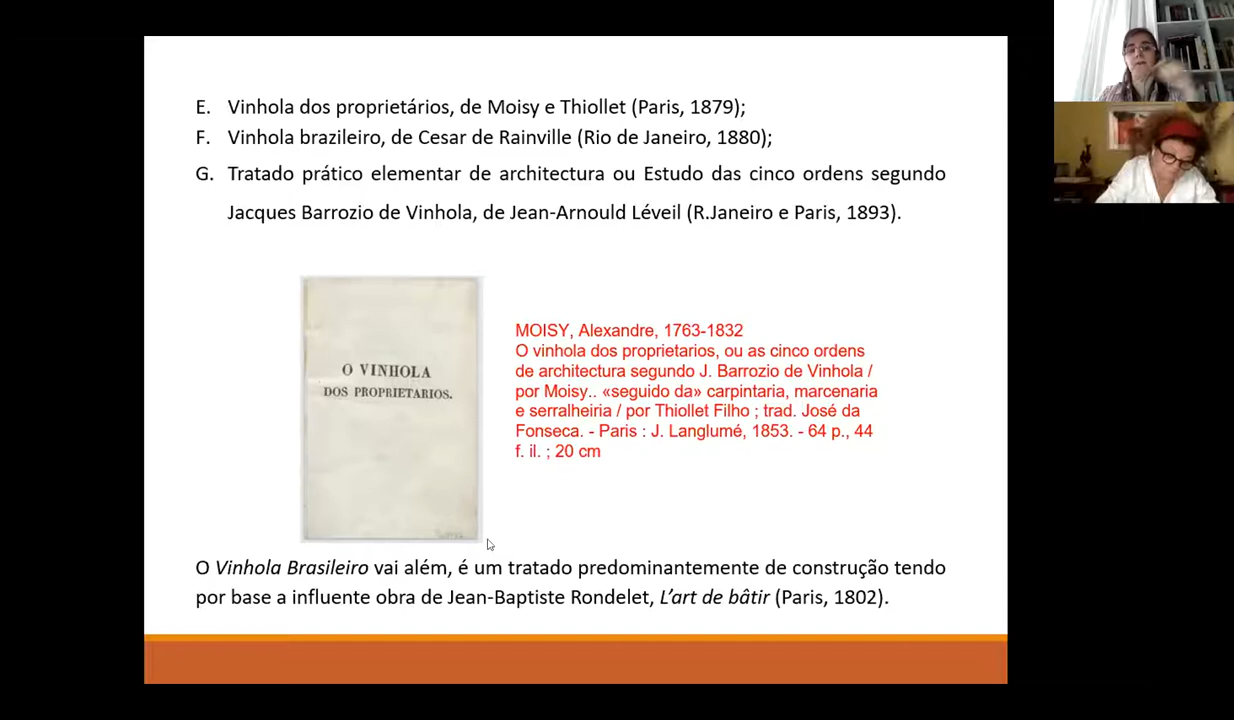 E. Vinhola dos proprietários, de Moisy e Thiollet (Paris, 1879);
F. Vinhola brazileiro, de Cesar de Rainville (Rio de Janeiro, 1880);
G. Tratado prático elementar de architectura ou Estudo das cinco ordens segundo
Jacques Barrozio de Vinhola, de Jean-Arnould Léveil (R.Janeiro e Paris, 1893).
O VINHOLA
DOS PROPRIETARIOS.
MOISY, Alexandre, 1763-1832
O vinhola dos proprietarios, ou as cinco ordens
de architectura segundo J. Barrozio de Vinhola /
por Moisy.. «seguido da» carpintaria, marcenaria
e serralheiria / por Thiollet Filho ; trad. José da
Fonseca. - Paris : J. Langlumé, 1853. - 64 p., 44
f. il. ; 20 cm
O Vinhola Brasileiro vai além, é um tratado predominantemente de construção tendo
por base a influente obra de Jean-Baptiste Rondelet, L’art de bâtir (Paris, 1802).